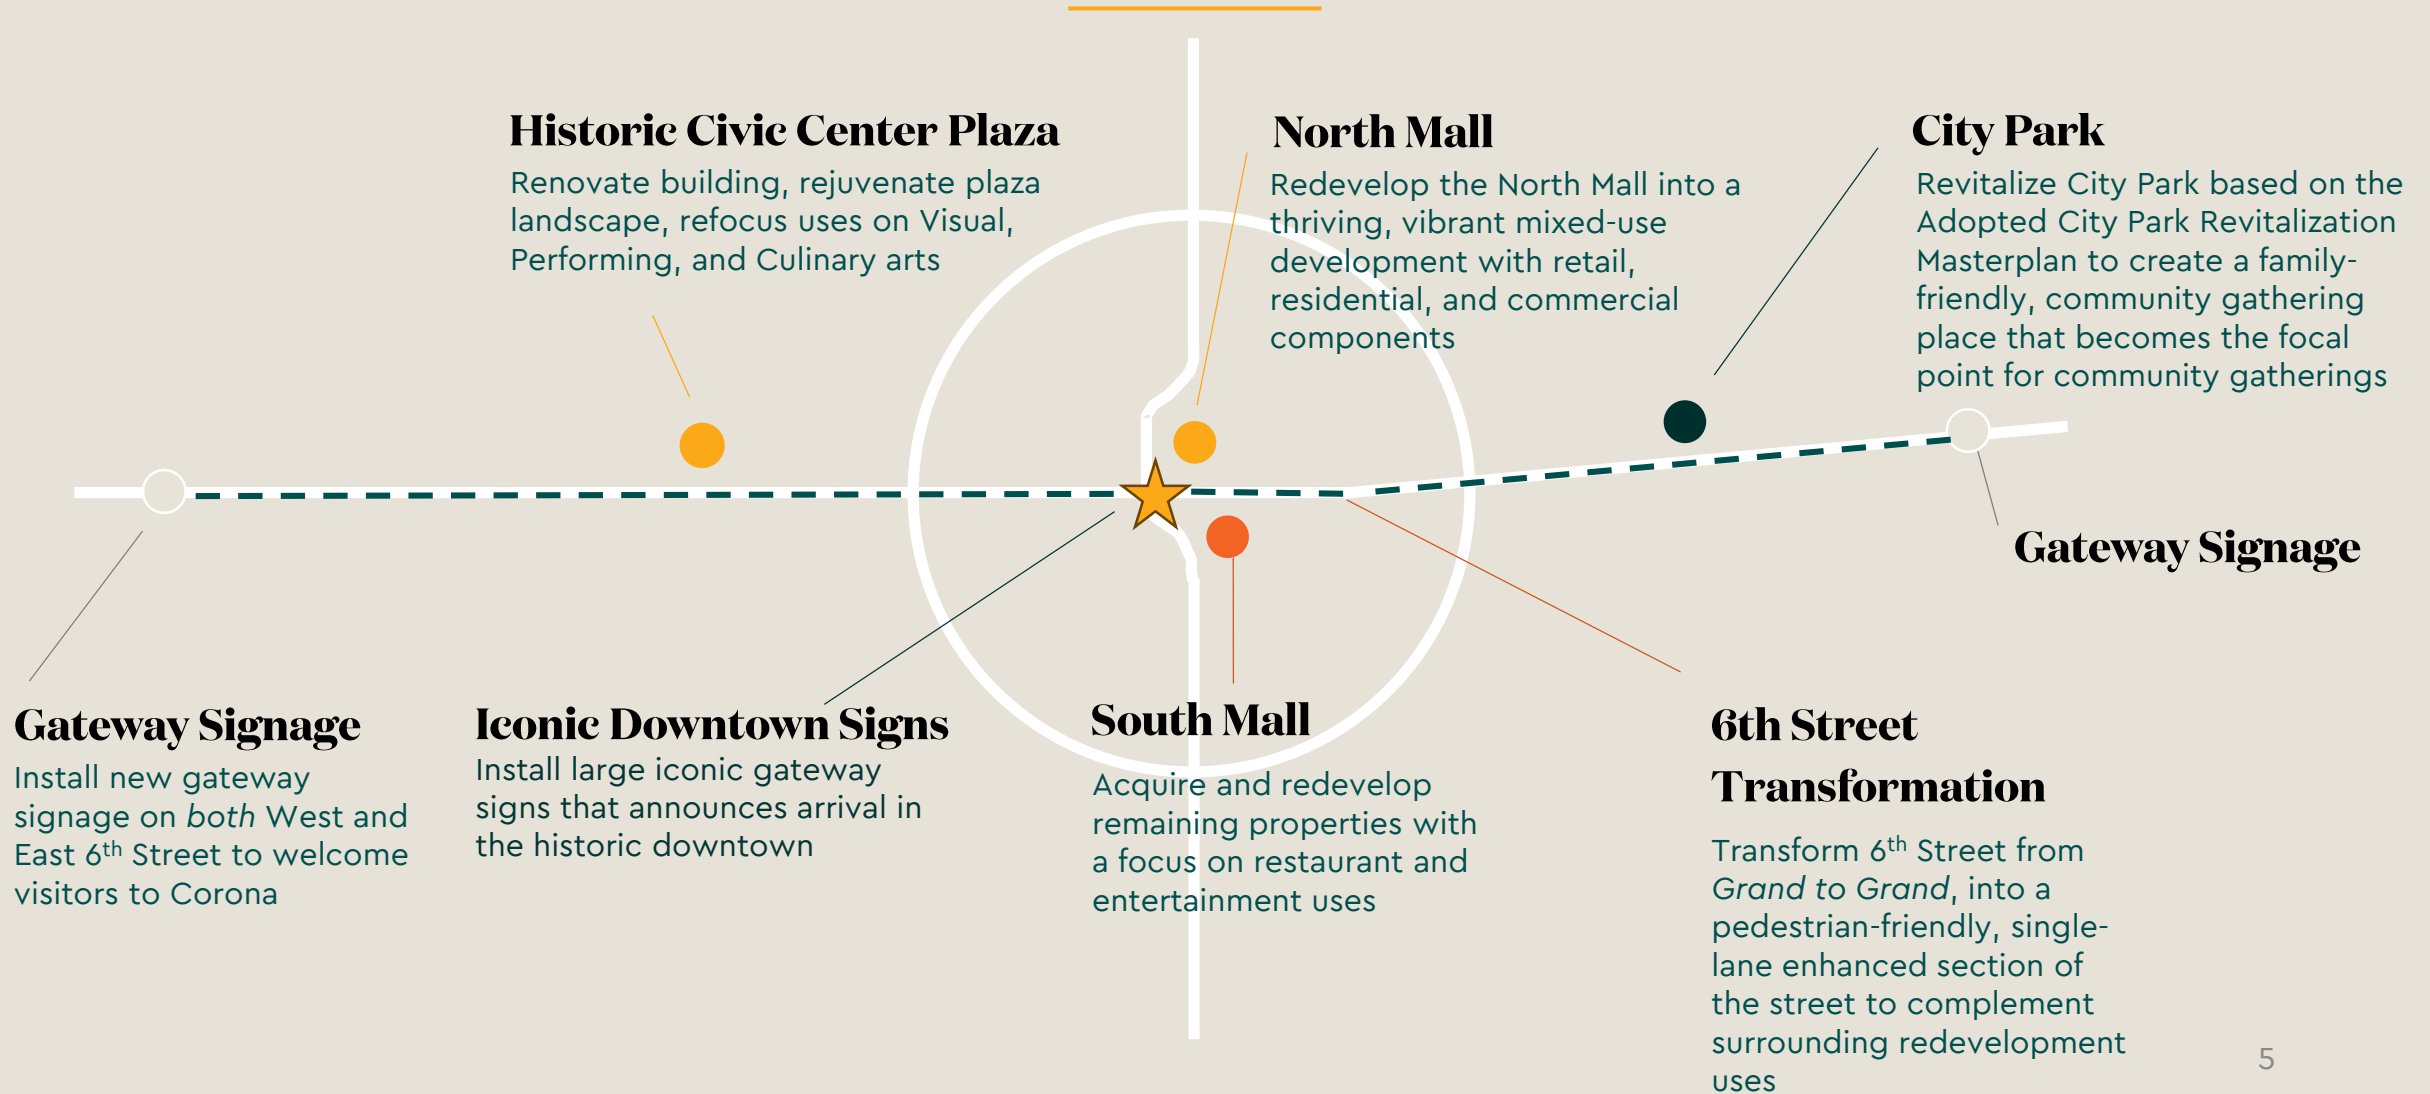 Historic Civic Center Plaza
Renovate building, rejuvenate plaza
landscape, refocus uses on Visual,
Performing, and Culinary arts
North Mall
Redevelop the North Mall into a
thriving, vibrant mixed-use
development with retail,
residential, and commercial
components
City Park
Revitalize City Park based on the
Adopted City Park Revitalization
Masterplan to create a family-
friendly, community gathering
place that becomes the focal
point for community gatherings
Gateway Signage
Gateway Signage
Install new gateway
signage on both West and
East 6th Street to welcome
visitors to Corona
Iconic Downtown Signs
Install large iconic gateway
signs that announces arrival in
the historic downtown
South Mall
Acquire and redevelop
remaining properties with
a focus on restaurant and
entertainment uses
6th Street
Transformation
Transform 6th Street from
Grand to Grand, into a
pedestrian-friendly, single-
lane enhanced section of
the street to complement
surrounding redevelopment
uses
5